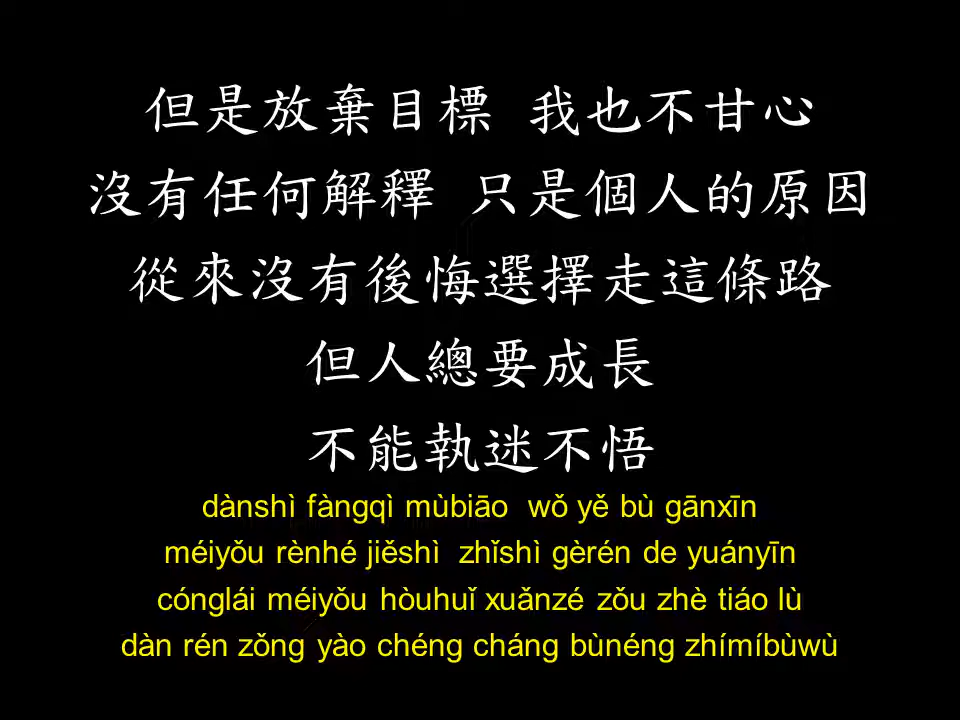 但是放棄目標 我也不甘心
沒有任何解釋 只是個人的原因
從來沒有後悔選擇走這條路
但人總要成長
不能執迷不悟
dànshì fàngqì mùbiāo wǒ yě bù gānxīn
méiyǒu rènhé jiěshì zhǐshì gèrén de yuányīn
cónglái méiyǒu hòuhuǐ xuǎnzé zǒu zhè tiáo lù
dàn rén zǒng yào chéng cháng bùnéng zhímíbùwù